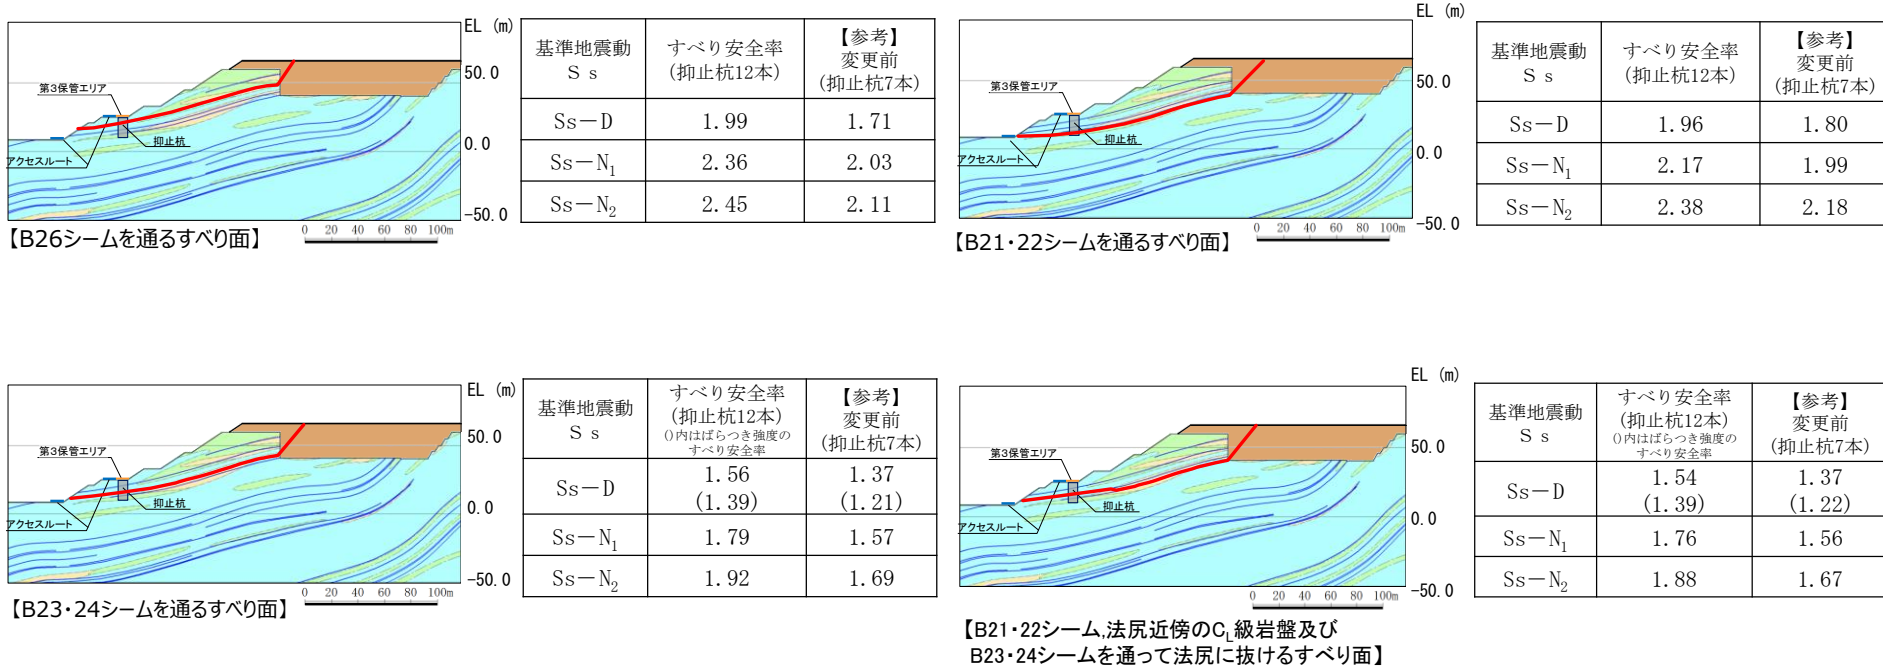 EL (m)
50.0
0.0
-50.0
第3保管エリア
抑止杭
アクセスルート
0 20 40 60 80 100m
【B26シームを通るすべり面】
基準地震動 Ss すべり安全率 (抑止杭12本) 【参考】 変更前 (抑止杭7本)
Ss-D 1.99 1.71
Ss-N1 2.36 2.03
Ss-N2 2.45 2.11
EL (m)
50.0
0.0
-50.0
第3保管エリア
抑止杭
アクセスルート
0 20 40 60 80 100m
【B21・22シームを通るすべり面】
基準地震動 Ss すべり安全率 (抑止杭12本) 【参考】 変更前 (抑止杭7本)
Ss-D 1.96 1.80
Ss-N1 2.17 1.99
Ss-N2 2.38 2.18
EL (m)
50.0
0.0
-50.0
第3保管エリア
抑止杭
アクセスルート
0 20 40 60 80 100m
【B23・24シームを通るすべり面】
基準地震動 Ss すべり安全率 (抑止杭12本) ()内はばらつき強度の すべり安全率 【参考】 変更前 (抑止杭7本)
Ss-D 1.56 1.37
(1.39) (1.21)
Ss-N1 1.79 1.57
Ss-N2 1.92 1.69
EL (m)
50.0
0.0
-50.0
第3保管エリア
抑止杭
アクセスルート
0 20 40 60 80 100m
【B21・22シーム,法尻近傍のCL級岩盤及び
B23・24シームを通って法尻に抜けるすべり面】
基準地震動 Ss すべり安全率 (抑止杭12本) ()内はばらつき強度の すべり安全率 【参考】 変更前 (抑止杭7本)
Ss-D 1.54 1.37
(1.39) (1.22)
Ss-N1 1.76 1.56
Ss-N2 1.88 1.67